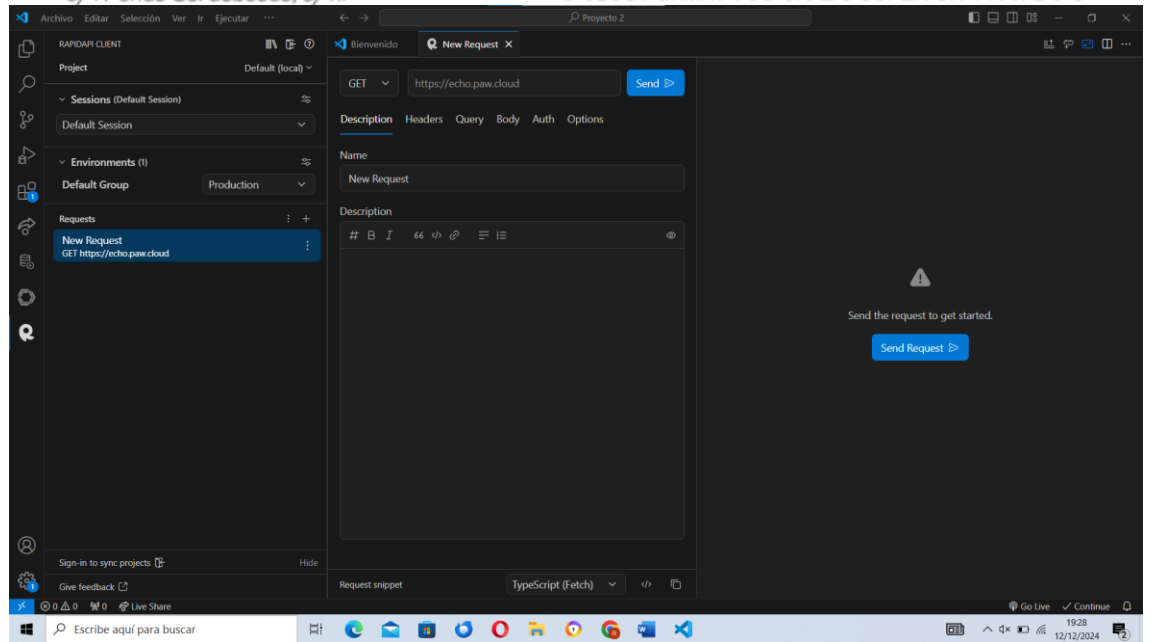 Archivo Editar Selección Ver Ir Ejecutar ···
Proyecto 2
RAPIDAPI CLIENT
Project Default (local)
Sessions (Default Session)
Default Session
Environments (1)
Default Group Production
Requests
New Request
GET https://echo.paw.cloud
Sign-in to sync projects Hide
Give feedback
Bienvenido New Request
GET https://echo.paw.cloud Send
Description Headers Query Body Auth Options
Name
New Request
Description
# B I 66
Request snippet TypeScript (Fetch)
Send the request to get started.
Send Request
1
1
0 0 0 Live Share
Go Live Continue
Escribe aquí para buscar
19:28
12/12/2024
2